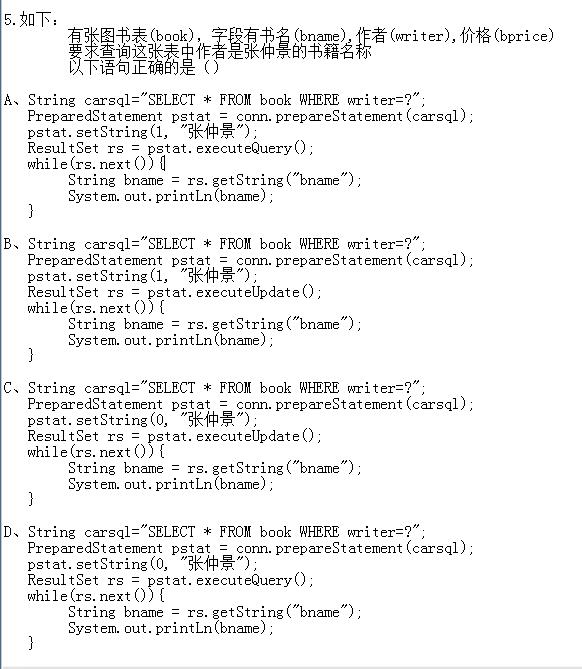 5.如下:
有张图书表(book), 字段有书名(bname),作者(writer),价格(bprice)
要求查询这张表中作者是张仲景的书籍名称
以下语句正确的是（）
A、String carsql="SELECT * FROM book WHERE writer=?";
PreparedStatement pstat = conn.prepareStatement(carsql);
pstat.setString(1, "张仲景");
ResultSet rs = pstat.executeQuery();
while(rs.next()){
String bname = rs.getString("bname");
System.out.printLn(bname);
}
B、String carsql="SELECT * FROM book WHERE writer=?";
PreparedStatement pstat = conn.prepareStatement(carsql);
pstat.setString(1, "张仲景");
ResultSet rs = pstat.executeUpdate();
while(rs.next()){
String bname = rs.getString("bname");
System.out.printLn(bname);
}
C、String carsql="SELECT * FROM book WHERE writer=?";
PreparedStatement pstat = conn.prepareStatement(carsql);
pstat.setString(0, "张仲景");
ResultSet rs = pstat.executeUpdate();
while(rs.next()){
String bname = rs.getString("bname");
System.out.printLn(bname);
}
D、String carsql="SELECT * FROM book WHERE writer=?";
PreparedStatement pstat = conn.prepareStatement(carsql);
pstat.setString(0, "张仲景");
ResultSet rs = pstat.executeQuery();
while(rs.next()){
String bname = rs.getString("bname");
System.out.printLn(bname);
}